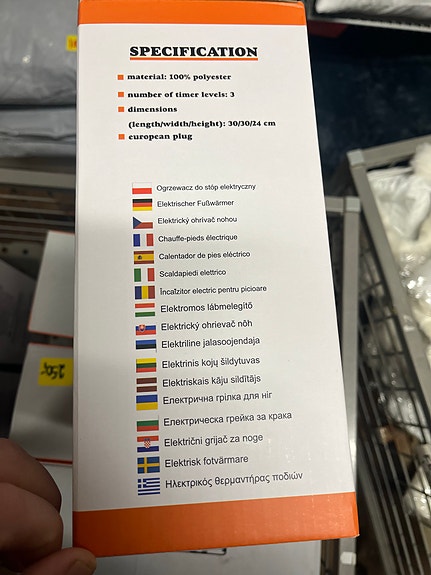 SPECIFICATION
material: 100% polyester
number of timer levels: 3
dimensions
(length/width/height): 30/30/24 cm
european plug
Ogrzewacz do stóp elektryczny
Elektrischer Fußwärmer
Elektrický ohrivač nohou
Chauffe-pieds électrique
Calentador de pies eléctrico
Scaldapiedi elettrico
Încalzitor electric pentru picioare
Elektromos lábmelegítő
Elektrický ohrievač nôh
Elektriline jalasoojendaja
Elektrinis kojų šildytuvas
Elektriskais kāju sildītājs
Електрична грілка для ніг
Електрическа грейка за крака
Električni grijač za noge
Elektrisk fotvärmare
Ηλεκτρικός θερμαντήρας ποδιών